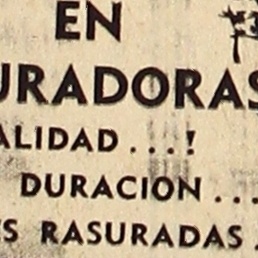 EN
URADORAS
ALIDAD...!
DURACION...
S RASURADAS.